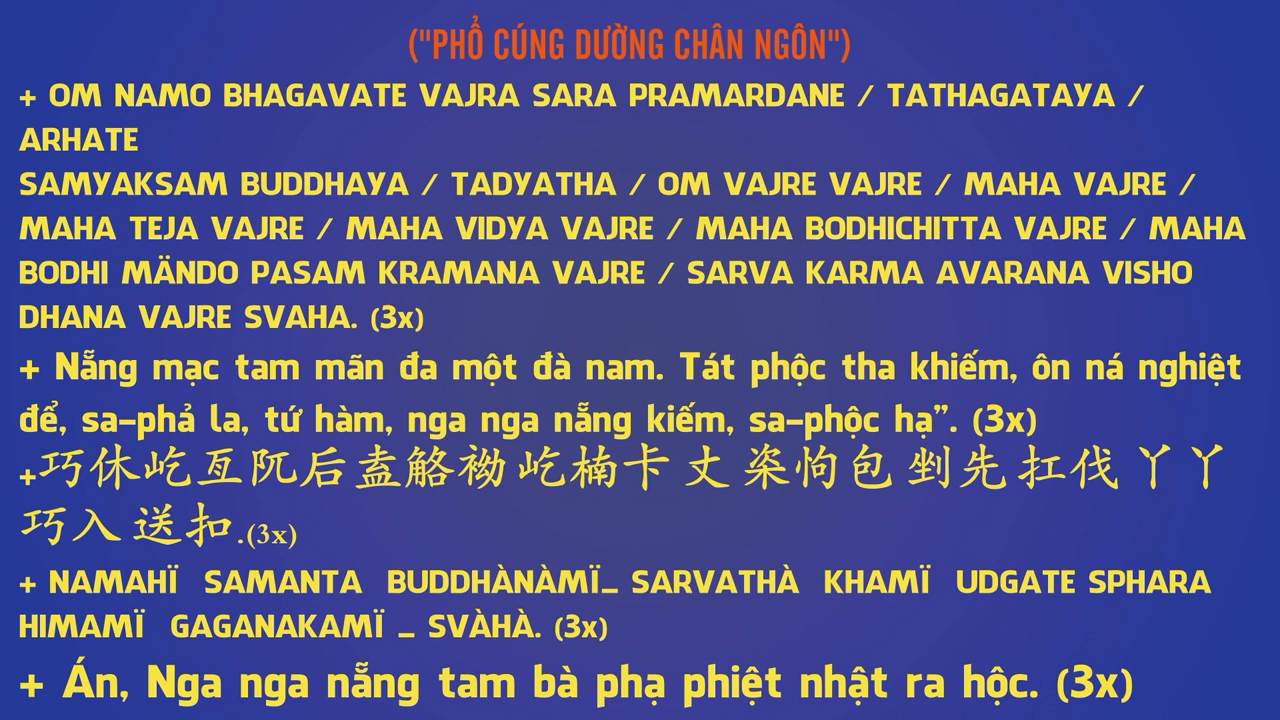 ("PHỔ CÚNG DƯỜNG CHÂN NGÔN")
+ OM NAMO BHAGAVATE VAJRA SARA PRAMARDANE / TATHAGATAYA /
ARHATE
SAMYAKSAM BUDDHAYA / TADYATHA / OM VAJRE VAJRE / MAHA VAJRE /
MAHA TEJA VAJRE / MAHA VIDYA VAJRE / MAHA BODHICHITTA VAJRE / MAHA
BODHI MÄNDO PASAM KRAMANA VAJRE / SARVA KARMA AVARANA VISHO
DHANA VAJRE SVAHA. (3x)
+ Nẵng mạc tam mãn đa một đà nam. Tát phộc tha khiếm, ôn ná nghiệt
để, sa-phả la, tứ hàm, nga nga nẵng kiếm, sa-phộc hạ”. (3x)
+巧休屹亙阢后盍觡褹屹楠卡丈桼怐包剉先扛伐丫丫
巧入送扣.(3x)
+ NAMAHÏ SAMANTA BUDDHÀNÀMÏ_ SARVATHÀ KHAMÏ UDGATE SPHARA
HIMAMÏ GAGANAKAMÏ _ SVÀHÀ. (3x)
+ Án, Nga nga nẵng tam bà phạ phiệt nhật ra hộc. (3x)